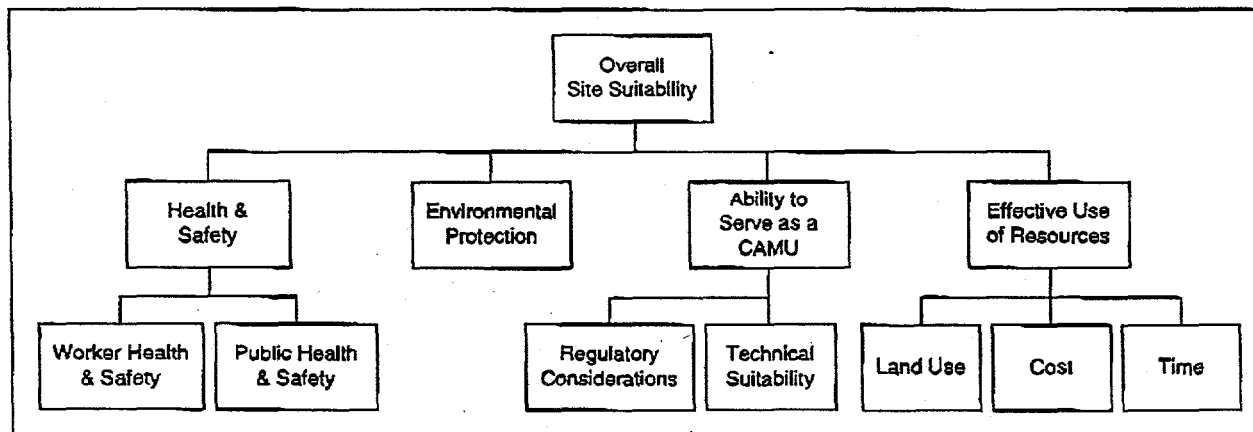 Overall
Site Suitability
Health &
Safety
Environmental
Protection
Ability to
Serve as a
CAMU
Effective Use
of Resources
Worker Health
& Safety
Public Health
& Safety
Regulatory
Considerations
Technical
Suitability
Land Use
Cost
Time